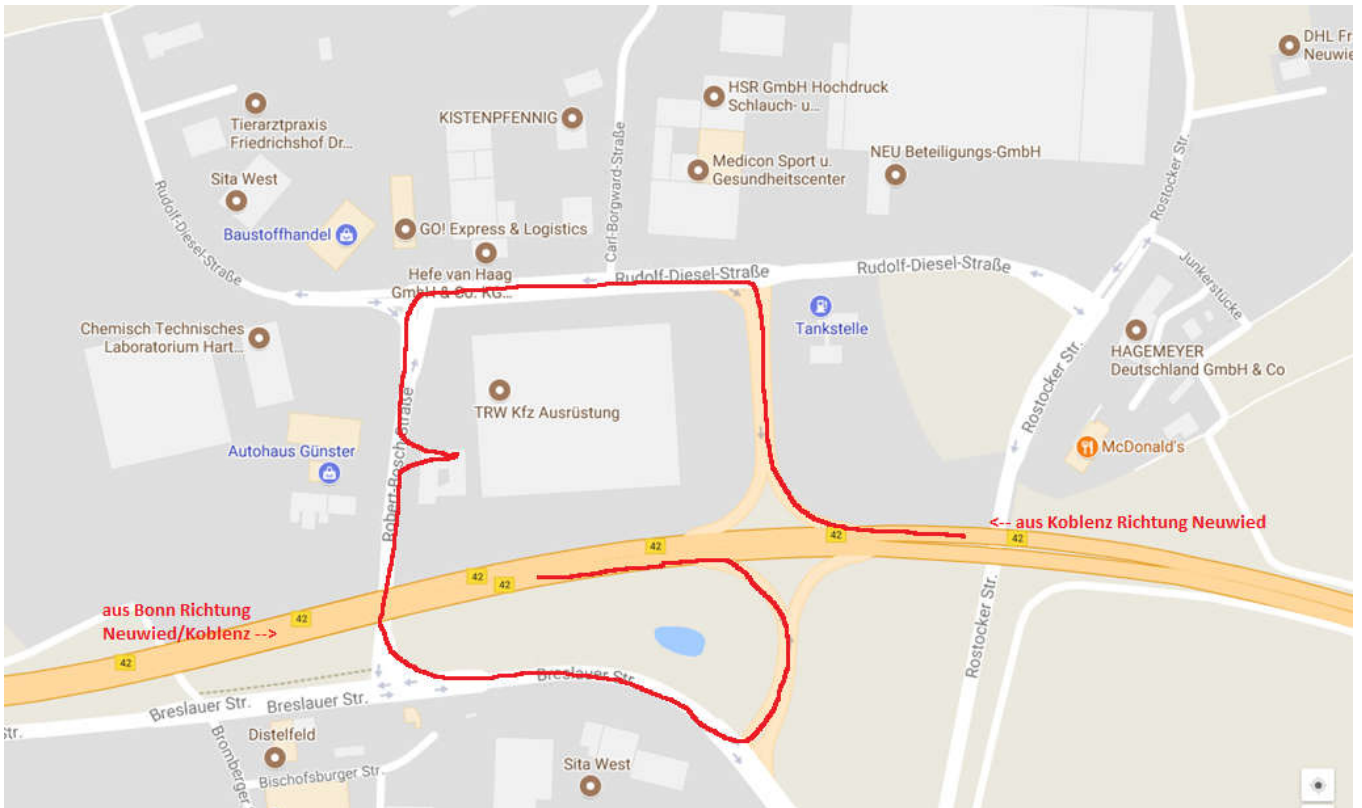 DHL Fr
Neuwie
HSR GmbH Hochdruck
Schlauch- u...
KISTENPFENNIG
Tierarztpraxis
Friedrichshof Dr...
Carl-Borgward-Straße
Rostocker Str.
NEU Beteiligungs-GmbH
Medicon Sport u.
Gesundheitscenter
Sita West
Rudolf-Diesel-Straße
Baustoffhandel
GO! Express & Logistics
Hefe van Haag
GmbH & Co. KG...
Rudolf-Diesel-Straße
Rudolf-Diesel-Straße
Junkerstücke
Tankstelle
Chemisch Technisches
Laboratorium Hart...
HAGEMEYER
Deutschland GmbH & Co
Rostocker Str.
TRW Kfz Ausrüstung
Robert-Bosch-Straße
Autohaus Günster
McDonald's
<-- aus Koblenz Richtung Neuwied
42
42
42
42
42
42
42
aus Bonn Richtung
Neuwied/Koblenz -->
42
Rostocker Str.
Breslauer Str.
Breslauer Str.
Breslauer Str.
str.
Bromberger
Distelfeld
Bischofsburger Str.
Sita West